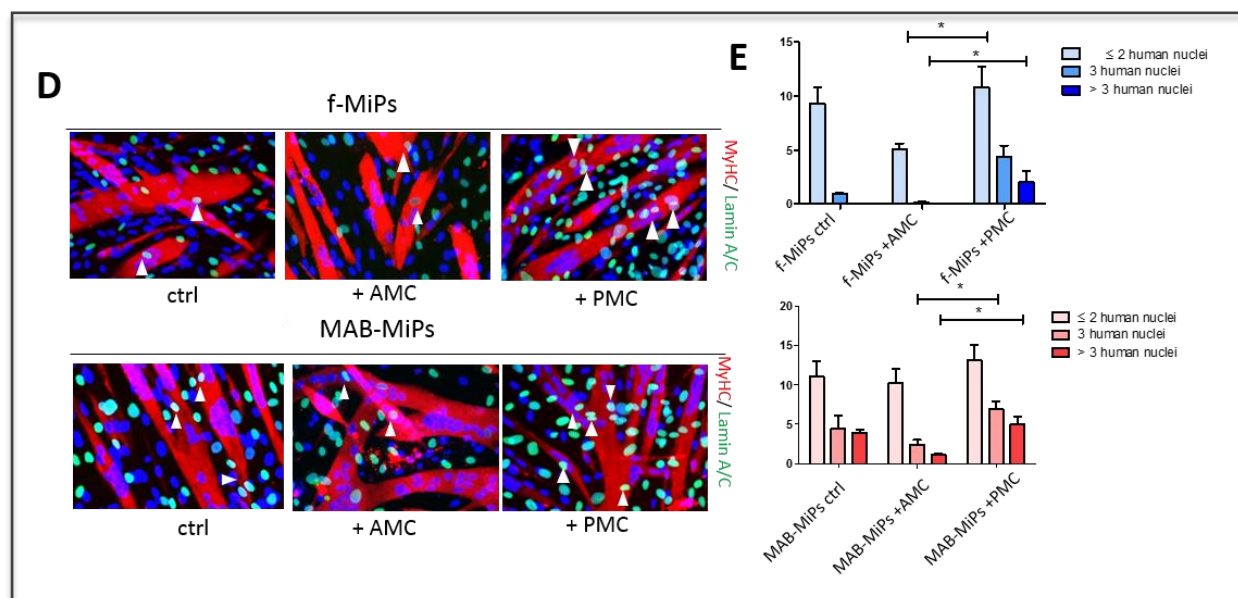 D
f-MiPs
MyHC/ Lamin A/C
ctrl
+ AMC
+ PMC
MAB-MiPs
MyHC/ Lamin A/C
ctrl
+ AMC
+ PMC
E
*
*
15
10
5
0
≤ 2 human nuclei
3 human nuclei
> 3 human nuclei
f-MiPs ctrl
f-MiPs +AMC
f-MiPs +PMC
*
*
20
15
10
5
0
≤ 2 human nuclei
3 human nuclei
> 3 human nuclei
MAB-MiPs ctrl
MAB-MiPs +AMC
MAB-MiPs +PMC